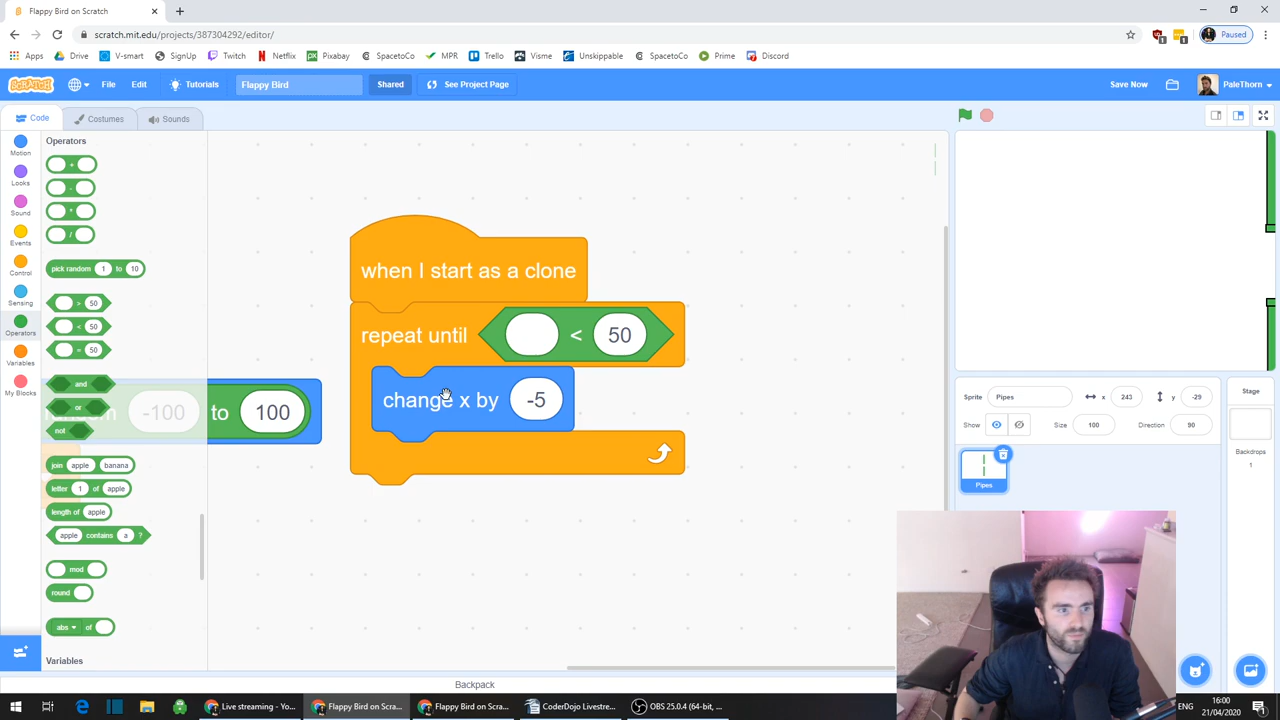 Flappy Bird on Scratch
scratch.mit.edu/projects/387304292/editor/
Paused
Apps Drive V-smart SignUp Twitch Netflix Pixabay SpacetoCo MPR Trello Visme Unskippable SpacetoCo Prime Discord
SCRATCH File Edit Tutorials Flappy Bird Shared See Project Page Save Now PaleThorn
Code Costumes Sounds
Motion
Looks
Sound
Events
Control
Sensing
Operators
Variables
My Blocks
Operators
+
-
*
/
pick random 1 to 10
> 50
< 50
= 50
and
or
not
join apple banana
letter 1 of apple
length of apple
apple contains a ?
mod
round
abs of
Variables
-100 to 100
when I start as a clone
repeat until < 50
change x by -5
Sprite Pipes x 243 y -29
Show Size 100 Direction 90
Pipes
Stage
Backdrops
1
Backpack
Live streaming - Yo...
Flappy Bird on Scra...
Flappy Bird on Scra...
CoderDojo Livestre...
OBS 25.0.4 (64-bit, ...
ENG
16:00
21/04/2020